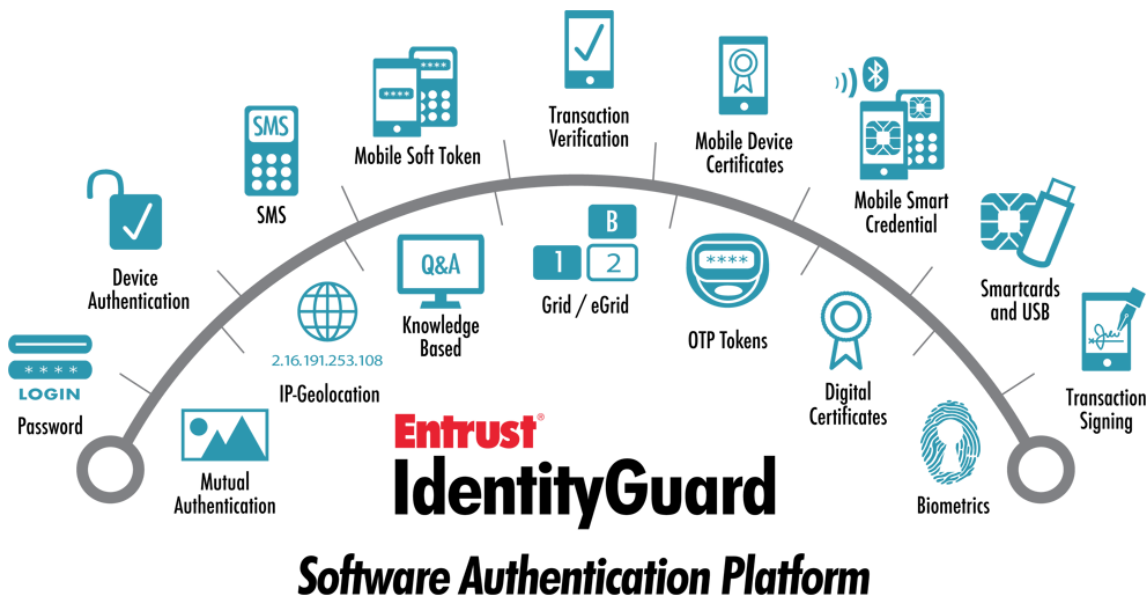 Transaction
Verification
Mobile Device
Certificates
****
****
Mobile Soft Token
SMS
SMS
Mobile Smart
Credential
Device
Authentication
Q&A
Knowledge
Based
B
1
2
Grid / eGrid
****
OTP Tokens
Smartcards
and USB
2.16.191.253.108
IP-Geolocation
****
LOGIN
Password
Digital
Certificates
Transaction
Signing
Mutual
Authentication
Biometrics
Entrust®
IdentityGuard
Software Authentication Platform